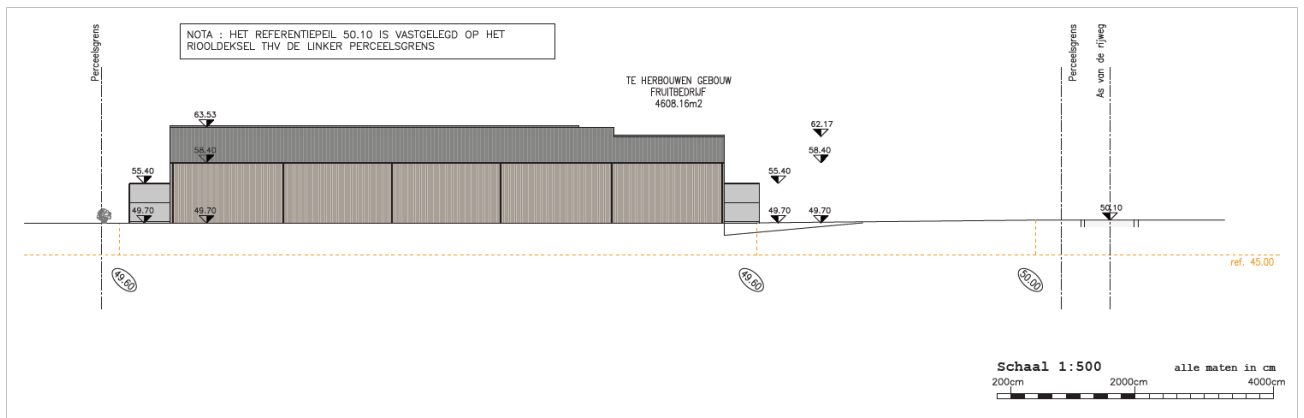 Perceelsgrens
NOTA : HET REFERENTIEPEIL 50.10 IS VASTGELEGD OP HET
RIOOLDEKSEL THV DE LINKER PERCEELSGRENS
TE HERBOUWEN GEBOUW
FRUITBEDRIJF
4608.16m2
Perceelsgrens
As van de rijweg
63.53
62.17
58.40
58.40
55.40
55.40
49.70
49.70
49.70
49.70
50.10
ref. 45.00
49.60
49.60
50.00
Schaal 1:500
alle maten in cm
200cm
2000cm
4000cm